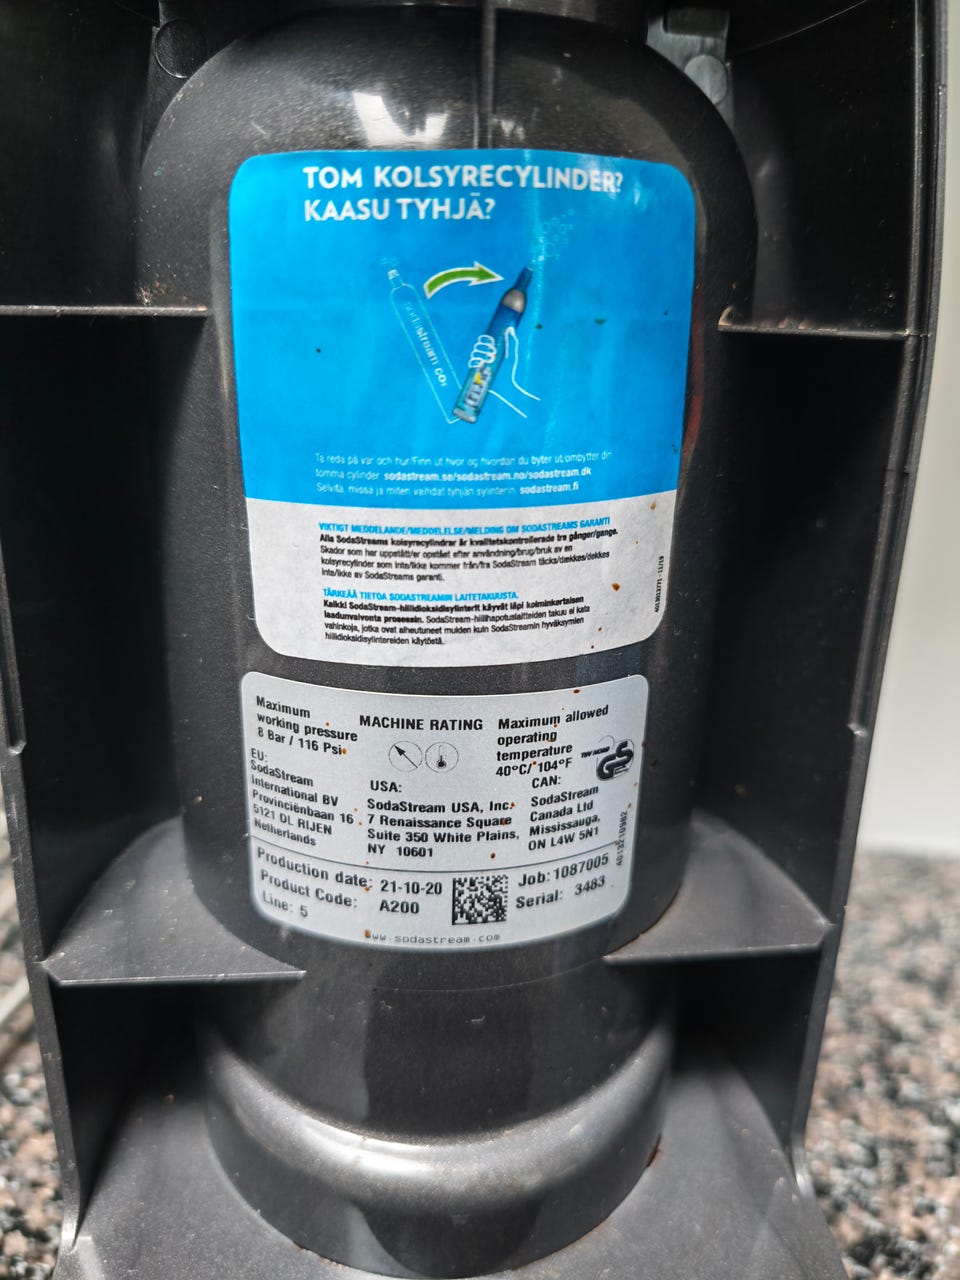 TOM KOLSYRECYLINDER?
KAASU TYHJÄ?
sodastream CO₂
Ta reda på var och hur/Finn ut hvor og hvordan du byter ut/ombytter din
tomma cylinder sodastream.se/sodastream.no/sodastream.dk
Selvitä, missä ja miten vaihdat tyhjän sylinterin: sodastream.fi
VIKTIGT MEDDELANDE/MEDDELELSE/MELDING OM SODASTREAMS GARANTI
Alla SodaStreams kolsyrecylindrar är kvalitetskontrollerade tre gånger/gange.
Skador som har uppstått/er opstået efter användning/brug/bruk av en
kolsyrecylinder som inte/ikke kommer från/fra SodaStream täcks/dækkes/dekkes
inte/ikke av SodaStreams garanti.
TÄRKEÄÄ TIETOA SODASTREAMIN LAITETAKUUSTA.
Kaikki SodaStream-hiilidioksidisylinterit käyvät läpi kolminkertaisen
laadunvalvonta prosessin. SodaStream-hiilihapotuslaitteiden takuu ei kata
vahinkoja, jotka ovat aiheutuneet muiden kuin SodaStreamin hyväksymien
hiilidioksidisylintereiden käytöstä.
Maximum
working pressure
8 Bar / 116 Psi
MACHINE RATING
Maximum allowed
operating
temperature
40°C/ 104°F
GS
EU:
SodaStream
International BV
Provinciënbaan 16
5121 DL RIJEN
Netherlands
USA:
SodaStream USA, Inc.
7 Renaissance Square
Suite 350 White Plains,
NY 10601
CAN:
SodaStream
Canada Ltd
Mississauga,
ON L4W 5N1
Production date: 21-10-20
Product Code: A200
Line: 5
Job: 1087005
Serial: 3483
www.sodastream.com